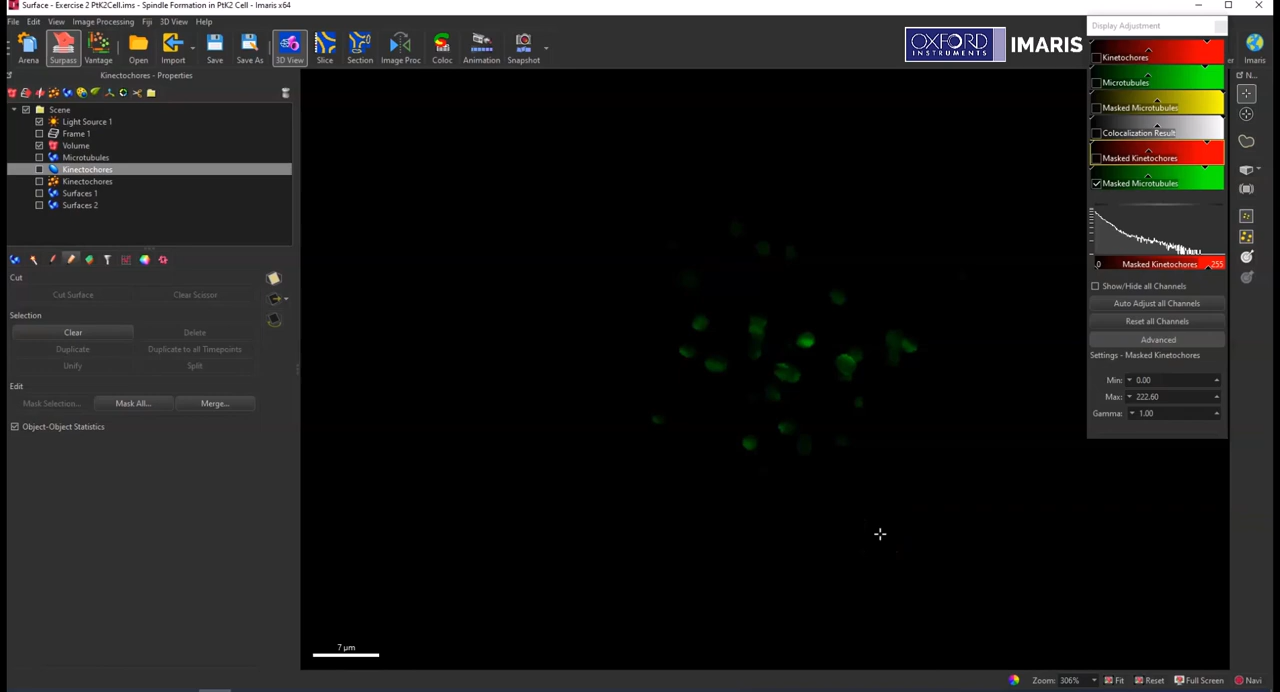 Surface - Exercise 2 PtK2Cell.ims - Spindle Formation in PtK2 Cell - Imaris x64
File Edit View Image Processing Fiji 3D View Help
Display Adjustment
Arena Surpass Vantage Open Import Save Save As 3D View Slice Section Image Proc Coloc Animation Snapshot
OXFORD INSTRUMENTS IMARIS
Imaris
Kinetochores - Properties
N...
Scene
Light Source 1
Frame 1
Volume
Microtubules
Kinectochores
Kinectochores
Surfaces 1
Surfaces 2
Kinetochores
Microtubules
Masked Microtubules
Colocalization Result
Masked Kinetochores
Masked Microtubules
0 Masked Kinetochores 255
Show/Hide all Channels
Auto Adjust all Channels
Reset all Channels
Advanced
Settings - Masked Kinetochores
Min: 0.00
Max: 222.60
Gamma: 1.00
Cut
Cut Surface Clear Scissor
Selection
Clear Delete
Duplicate Duplicate to all Timepoints
Unify Split
Edit
Mask Selection... Mask All... Merge...
Object-Object Statistics
7 µm
Zoom: 306% Fit Reset Full Screen Navi